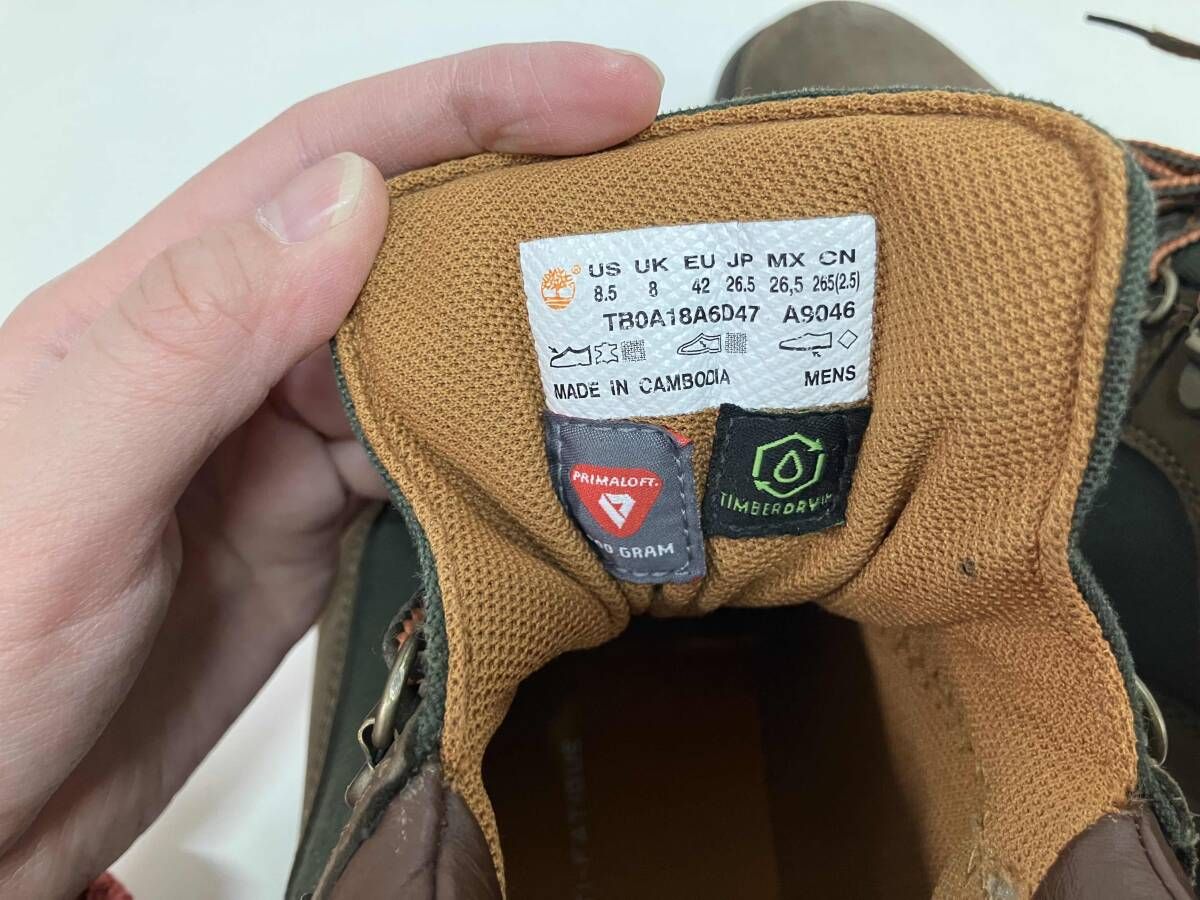 US UK EU JP MX CN
8.5 8 42 26.5 26,5 265(2.5)
TB0A18A6D47 A9046
MADE IN CAMBODIA MENS
PRIMALOFT.
GRAM
TIMBERDRY™